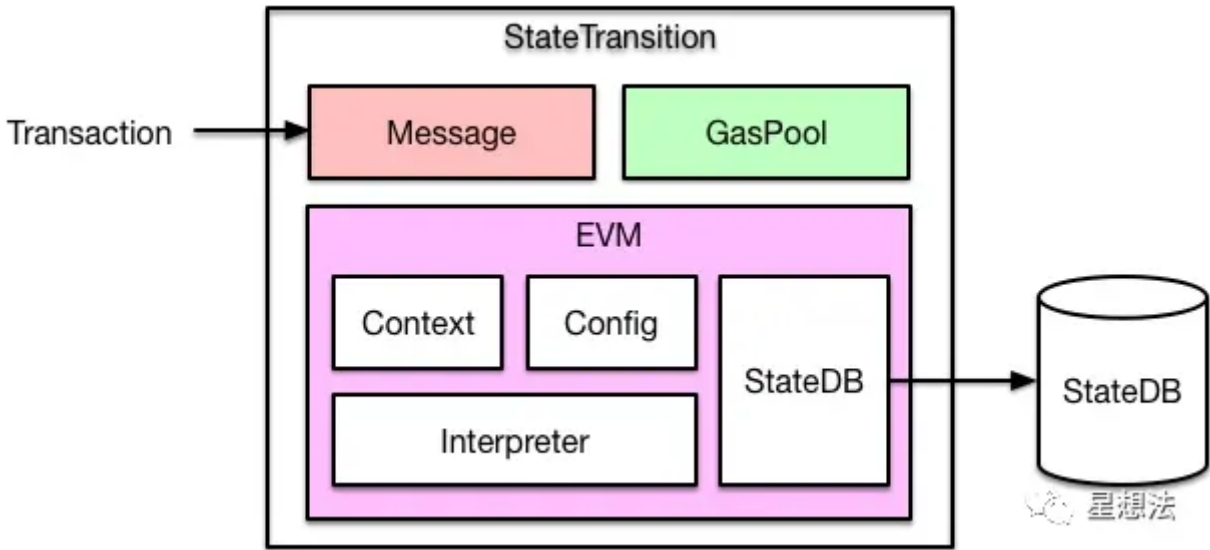 StateTransition
Transaction
Message
GasPool
EVM
Context
Config
StateDB
Interpreter
StateDB
星想法